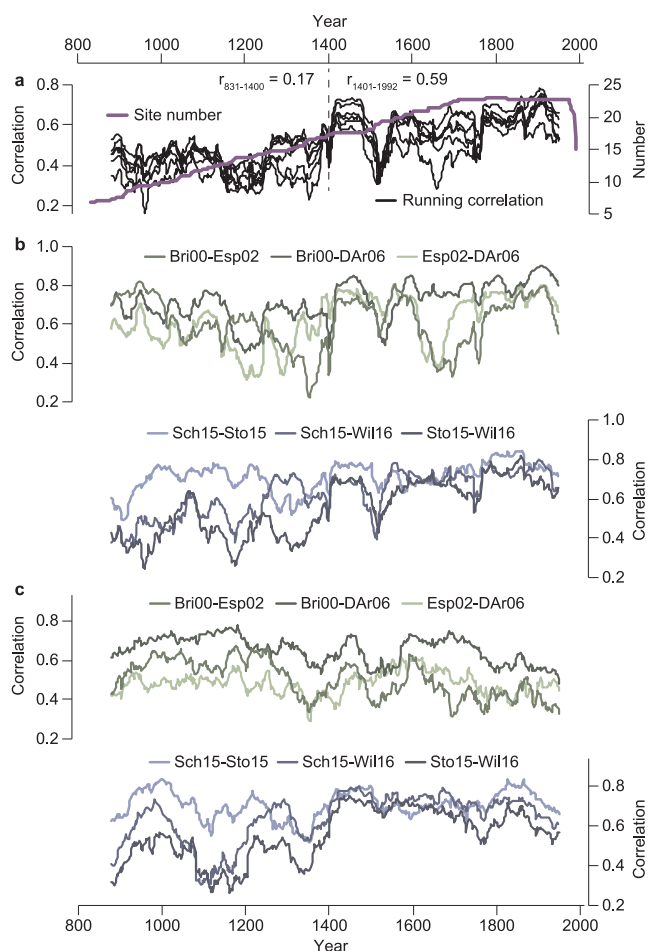 Year
800 1000 1200 1400 1600 1800 2000
a
r831-1400 = 0.17
r1401-1992 = 0.59
0.8
0.6
0.4
0.2
Correlation
Site number
Running correlation
25
20
15
10
5
Number
b
Bri00-Esp02 Bri00-DAr06 Esp02-DAr06
1.0
0.8
0.6
0.4
0.2
Correlation
Sch15-Sto15 Sch15-Wil16 Sto15-Wil16
1.0
0.8
0.6
0.4
0.2
Correlation
c
Bri00-Esp02 Bri00-DAr06 Esp02-DAr06
0.8
0.6
0.4
0.2
Correlation
Sch15-Sto15 Sch15-Wil16 Sto15-Wil16
0.8
0.6
0.4
0.2
Correlation
800 1000 1200 1400 1600 1800 2000
Year